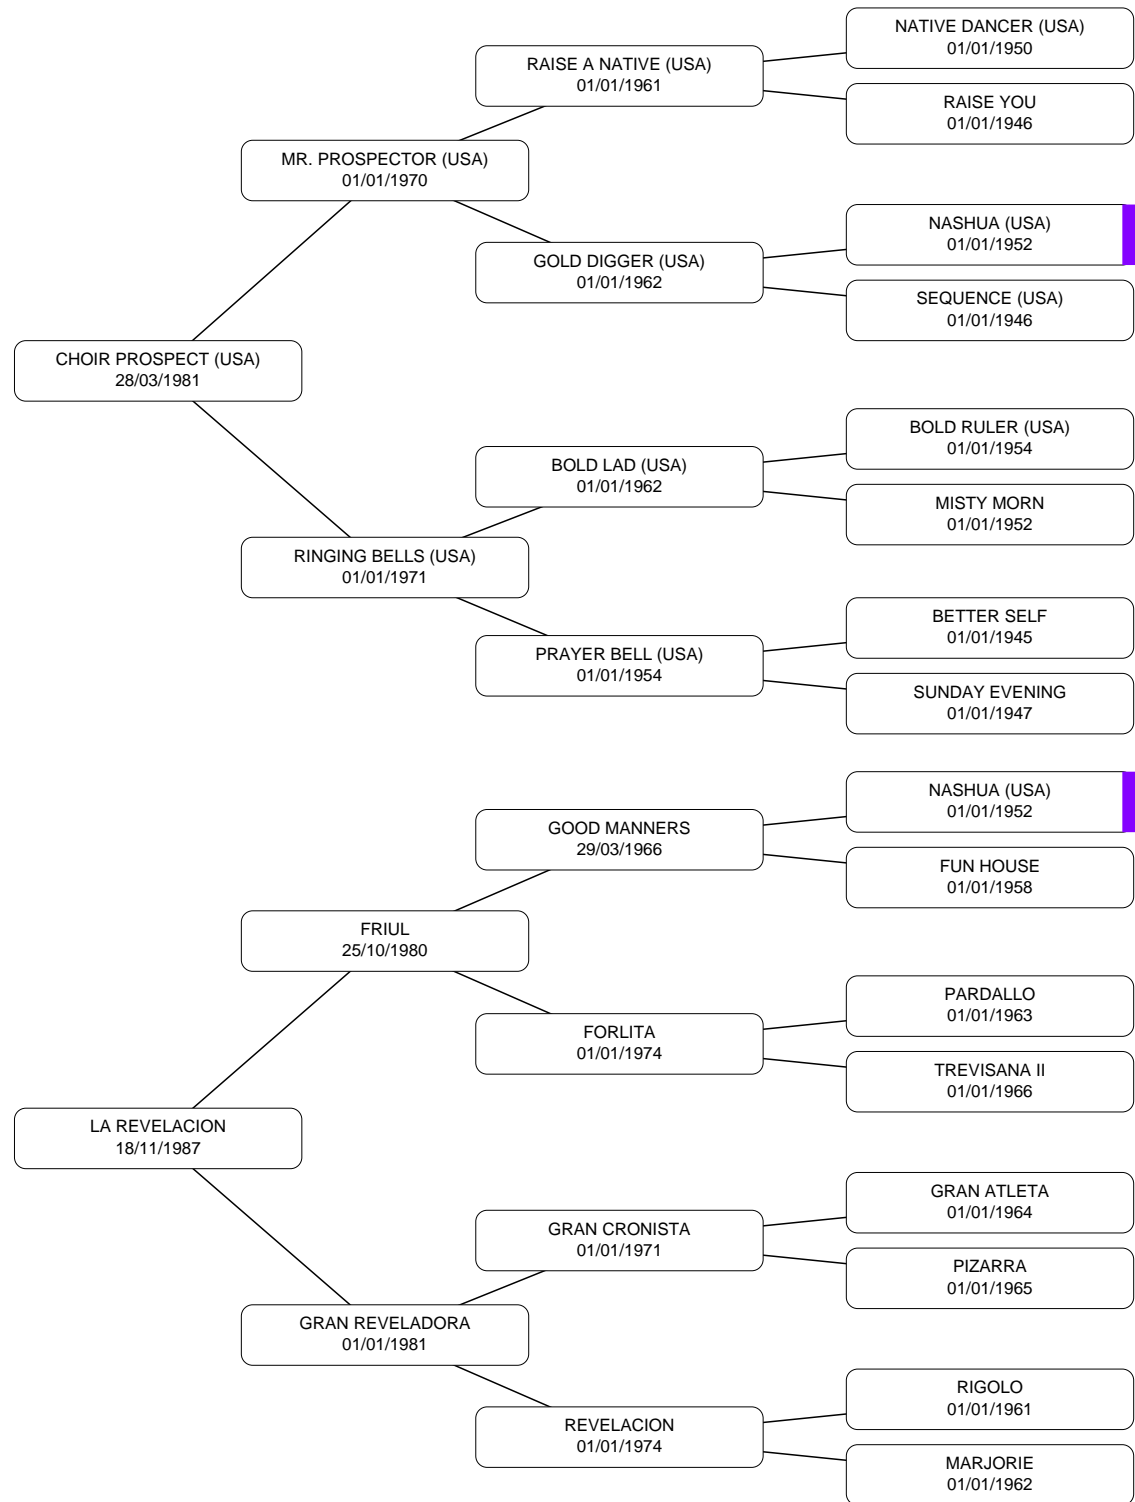 NATIVE DANCER (USA)
01/01/1950
RAISE A NATIVE (USA)
01/01/1961
RAISE YOU
01/01/1946
MR. PROSPECTOR (USA)
01/01/1970
NASHUA (USA)
01/01/1952
GOLD DIGGER (USA)
01/01/1962
SEQUENCE (USA)
01/01/1946
CHOIR PROSPECT (USA)
28/03/1981
BOLD RULER (USA)
01/01/1954
BOLD LAD (USA)
01/01/1962
MISTY MORN
01/01/1952
RINGING BELLS (USA)
01/01/1971
BETTER SELF
01/01/1945
PRAYER BELL (USA)
01/01/1954
SUNDAY EVENING
01/01/1947
NASHUA (USA)
01/01/1952
GOOD MANNERS
29/03/1966
FUN HOUSE
01/01/1958
FRIUL
25/10/1980
PARDALLO
01/01/1963
FORLITA
01/01/1974
TREVISANA II
01/01/1966
LA REVELACION
18/11/1987
GRAN ATLETA
01/01/1964
GRAN CRONISTA
01/01/1971
PIZARRA
01/01/1965
GRAN REVELADORA
01/01/1981
RIGOLO
01/01/1961
REVELACION
01/01/1974
MARJORIE
01/01/1962